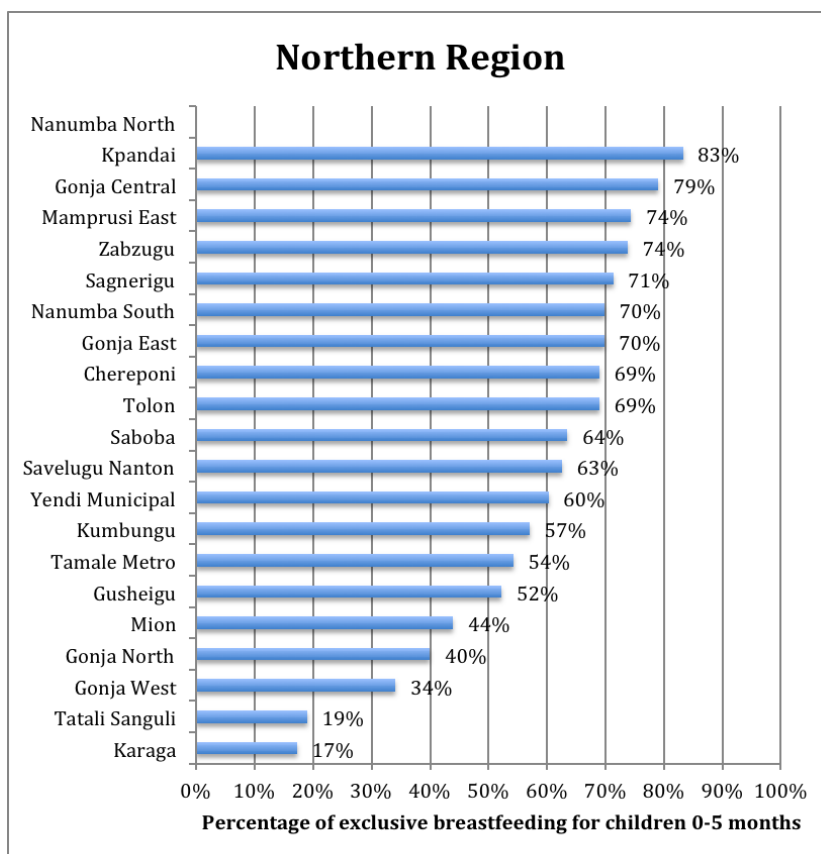 Northern Region
Nanumba North
Kpandai 83%
Gonja Central 79%
Mamprusi East 74%
Zabzugu 74%
Sagnerigu 71%
Nanumba South 70%
Gonja East 70%
Chereponi 69%
Tolon 69%
Saboba 64%
Savelugu Nanton 63%
Yendi Municipal 60%
Kumbungu 57%
Tamale Metro 54%
Gusheigu 52%
Mion 44%
Gonja North 40%
Gonja West 34%
Tatali Sanguli 19%
Karaga 17%
0% 10% 20% 30% 40% 50% 60% 70% 80% 90% 100%
Percentage of exclusive breastfeeding for children 0-5 months